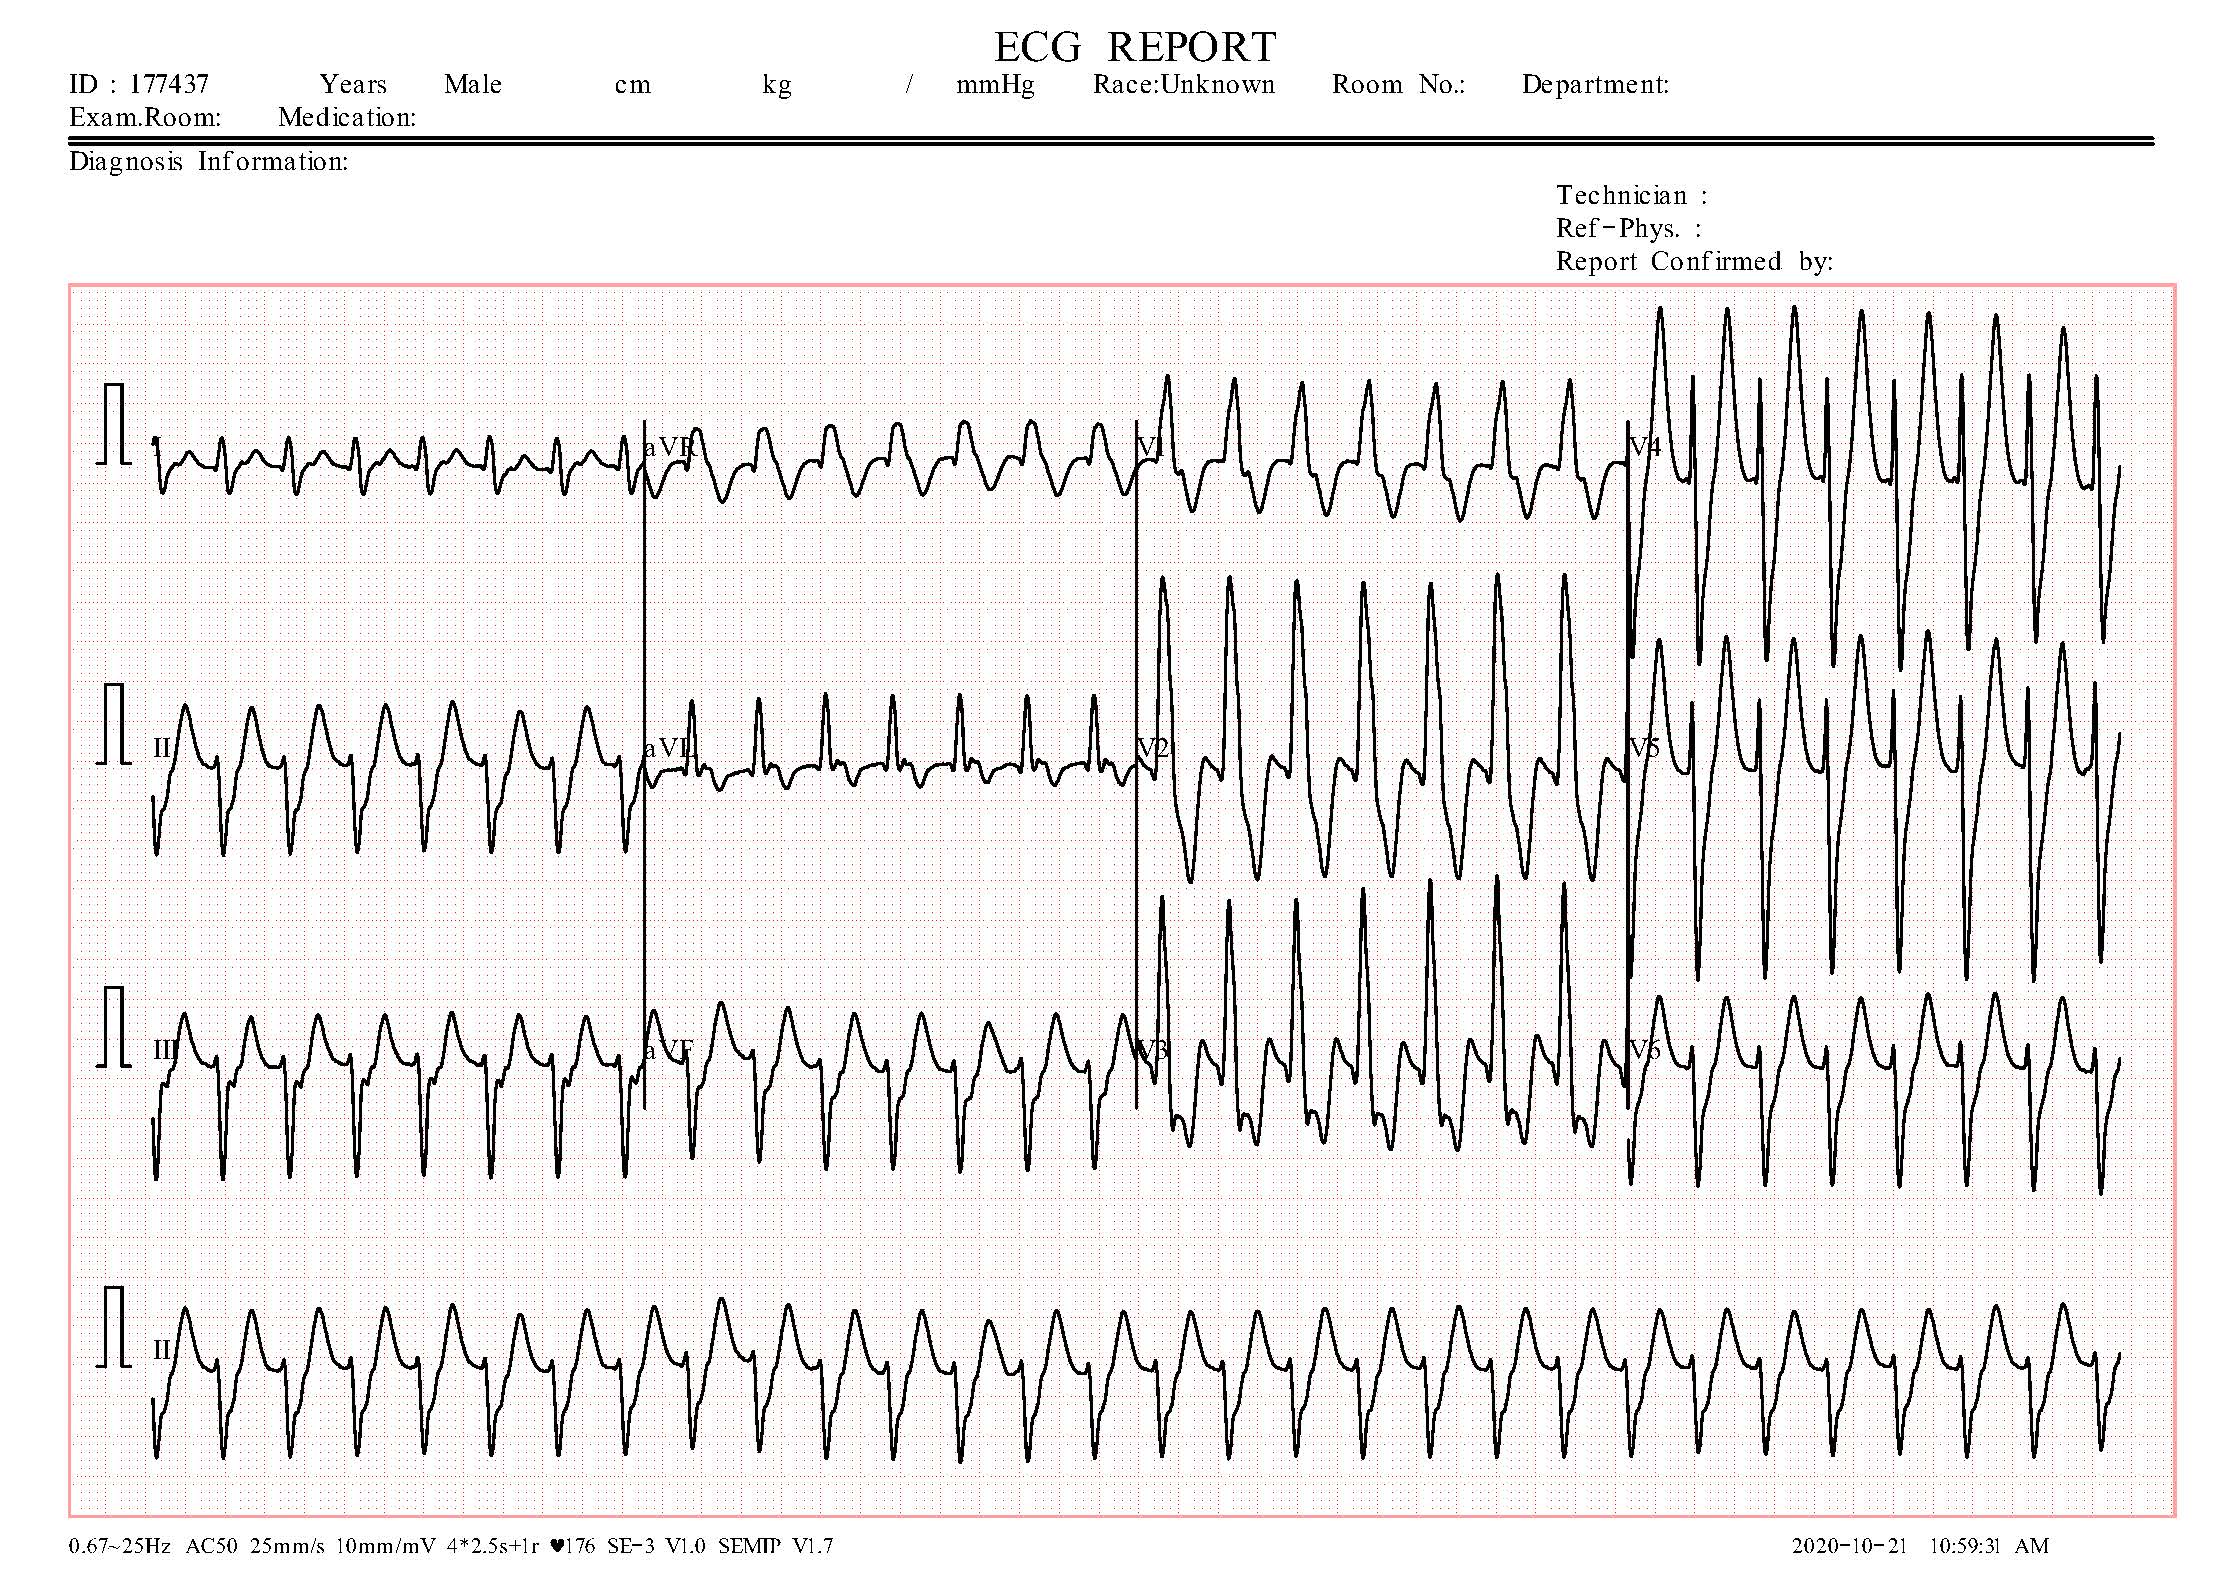 ECG REPORT
ID : 177437 Years Male cm kg / mmHg Race:Unknown Room No.: Department:
Exam.Room: Medication:
Diagnosis Information:
Technician :
Ref-Phys. :
Report Confirmed by:
I aVR V1 V4
II aVL V2 V5
III aVF V3 V6
II
0.67~25Hz AC50 25mm/s 10mm/mV 4*2.5s+1r ♥176 SE-3 V1.0 SEMIP V1.7 2020-10-21 10:59:31 AM